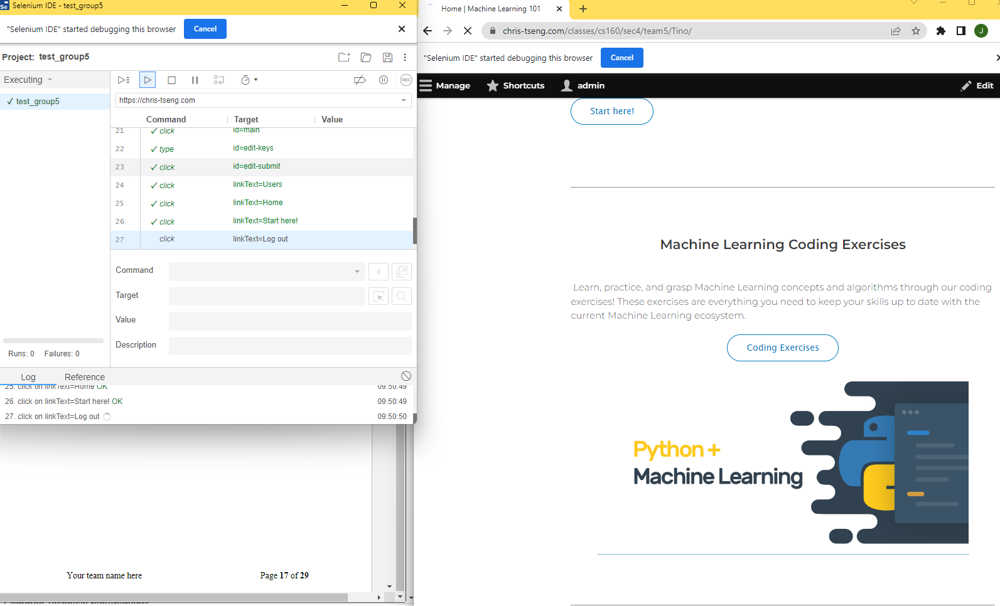 Selenium IDE - test_group5
"Selenium IDE" started debugging this browser
Cancel
Project: test_group5
Executing
✓ test_group5
https://chris-tseng.com
Command Target Value
21 ✓ click id=main
22 ✓ type id=edit-keys
23 ✓ click id=edit-submit
24 ✓ click linkText=Users
25 ✓ click linkText=Home
26 ✓ click linkText=Start here!
27 click linkText=Log out
Command //
Target
Value
Description
Runs: 0 Failures: 0
Log Reference
25. click on linkText=Home OK 09:50:49
26. click on linkText=Start here! OK 09:50:49
27. click on linkText=Log out 09:50:50
Your team name here Page 17 of 29
Common Technical requirements
Home | Machine Learning 101
chris-tseng.com/classes/cs160/sec4/team5/Tino/
J
"Selenium IDE" started debugging this browser
Cancel
Manage Shortcuts admin Edit
Start here!
Machine Learning Coding Exercises
Learn, practice, and grasp Machine Learning concepts and algorithms through our coding
exercises! These exercises are everything you need to keep your skills up to date with the
current Machine Learning ecosystem.
Coding Exercises
Python +
Machine Learning
Se
REC